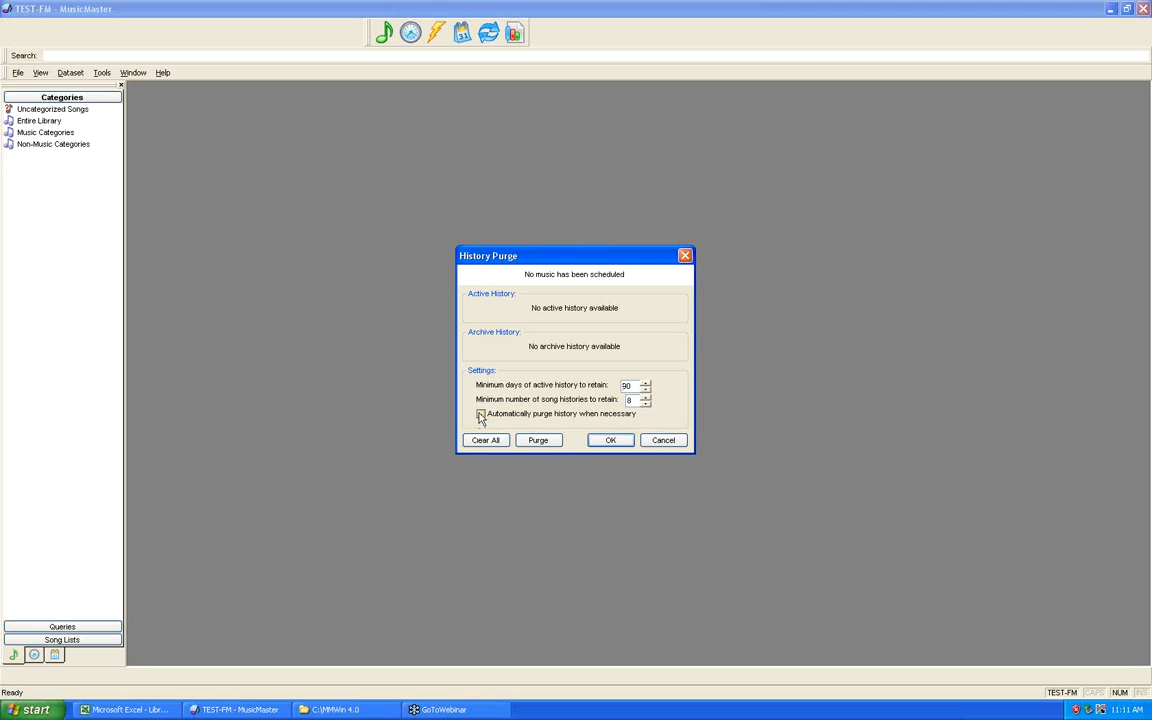 TEST-FM - MusicMaster
31
Search:
File View Dataset Tools Window Help
Categories
Uncategorized Songs
Entire Library
Music Categories
Non-Music Categories
History Purge
No music has been scheduled
Active History:
No active history available
Archive History:
No archive history available
Settings:
Minimum days of active history to retain: 90
Minimum number of song histories to retain: 8
Automatically purge history when necessary
Clear All Purge OK Cancel
Queries
Song Lists
Ready TEST-FM CAPS NUM INS
start Microsoft Excel - Libr... TEST-FM - MusicMaster C:\MMWin 4.0 GoToWebinar 11:11 AM